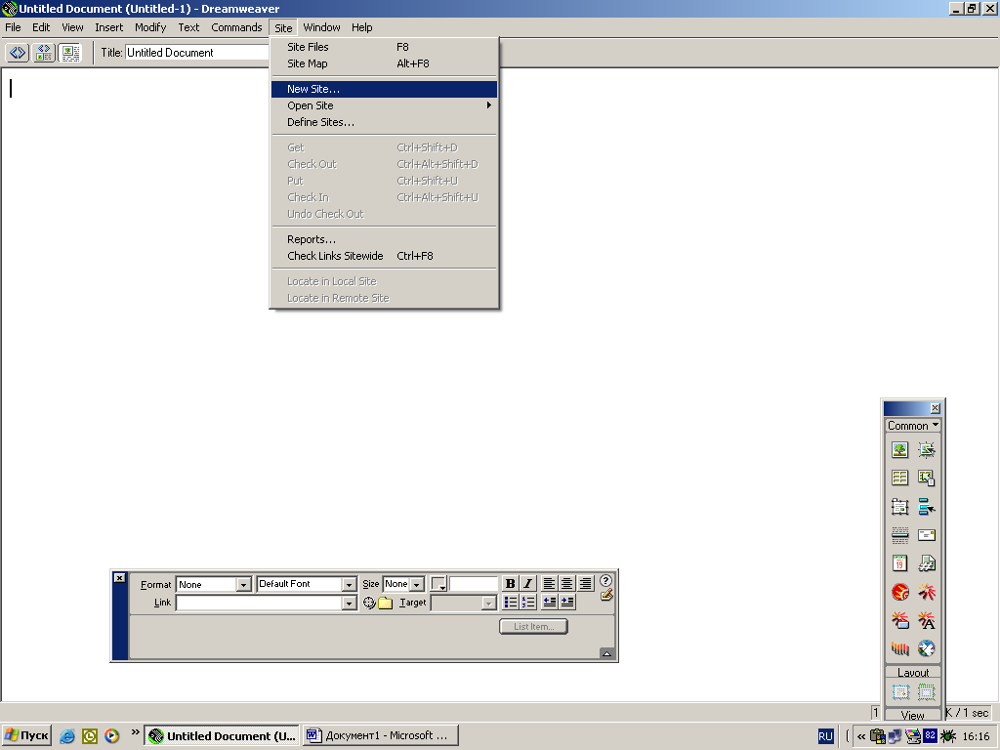 Untitled Document (Untitled-1) - Dreamweaver
File Edit View Insert Modify Text Commands Site Window Help
Title: Untitled Document
Site Files F8
Site Map Alt+F8
New Site...
Open Site
Define Sites...
Get Ctrl+Shift+D
Check Out Ctrl+Alt+Shift+D
Put Ctrl+Shift+U
Check In Ctrl+Alt+Shift+U
Undo Check Out
Reports...
Check Links Sitewide Ctrl+F8
Locate in Local Site
Locate in Remote Site
Common
19
Format None Default Font Size None B I
Link Target
List Item...
Layout
View
1 K / 1 sec
Пуск Untitled Document (U... Документ1 - Microsoft ... RU 82 16:16